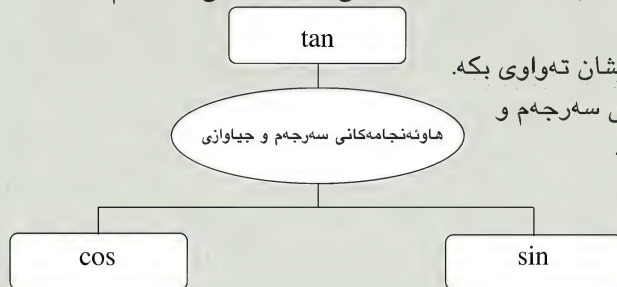 tan
شان تەواوی بکە.
ی سەرجەم و
هاوئەنجامەکانی سەرجەم و جیاوازی
cos
sin